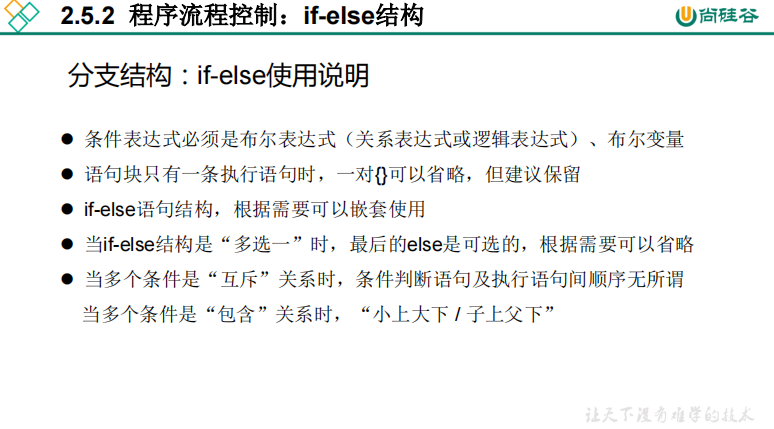 2.5.2 程序流程控制：if-else结构
尚硅谷
分支结构：if-else使用说明
● 条件表达式必须是布尔表达式（关系表达式或逻辑表达式）、布尔变量
● 语句块只有一条执行语句时，一对{}可以省略，但建议保留
● if-else语句结构，根据需要可以嵌套使用
● 当if-else结构是“多选一”时，最后的else是可选的，根据需要可以省略
● 当多个条件是“互斥”关系时，条件判断语句及执行语句间顺序无所谓
当多个条件是“包含”关系时，“小上大下 / 子上父下”
让天下没有难学的技术